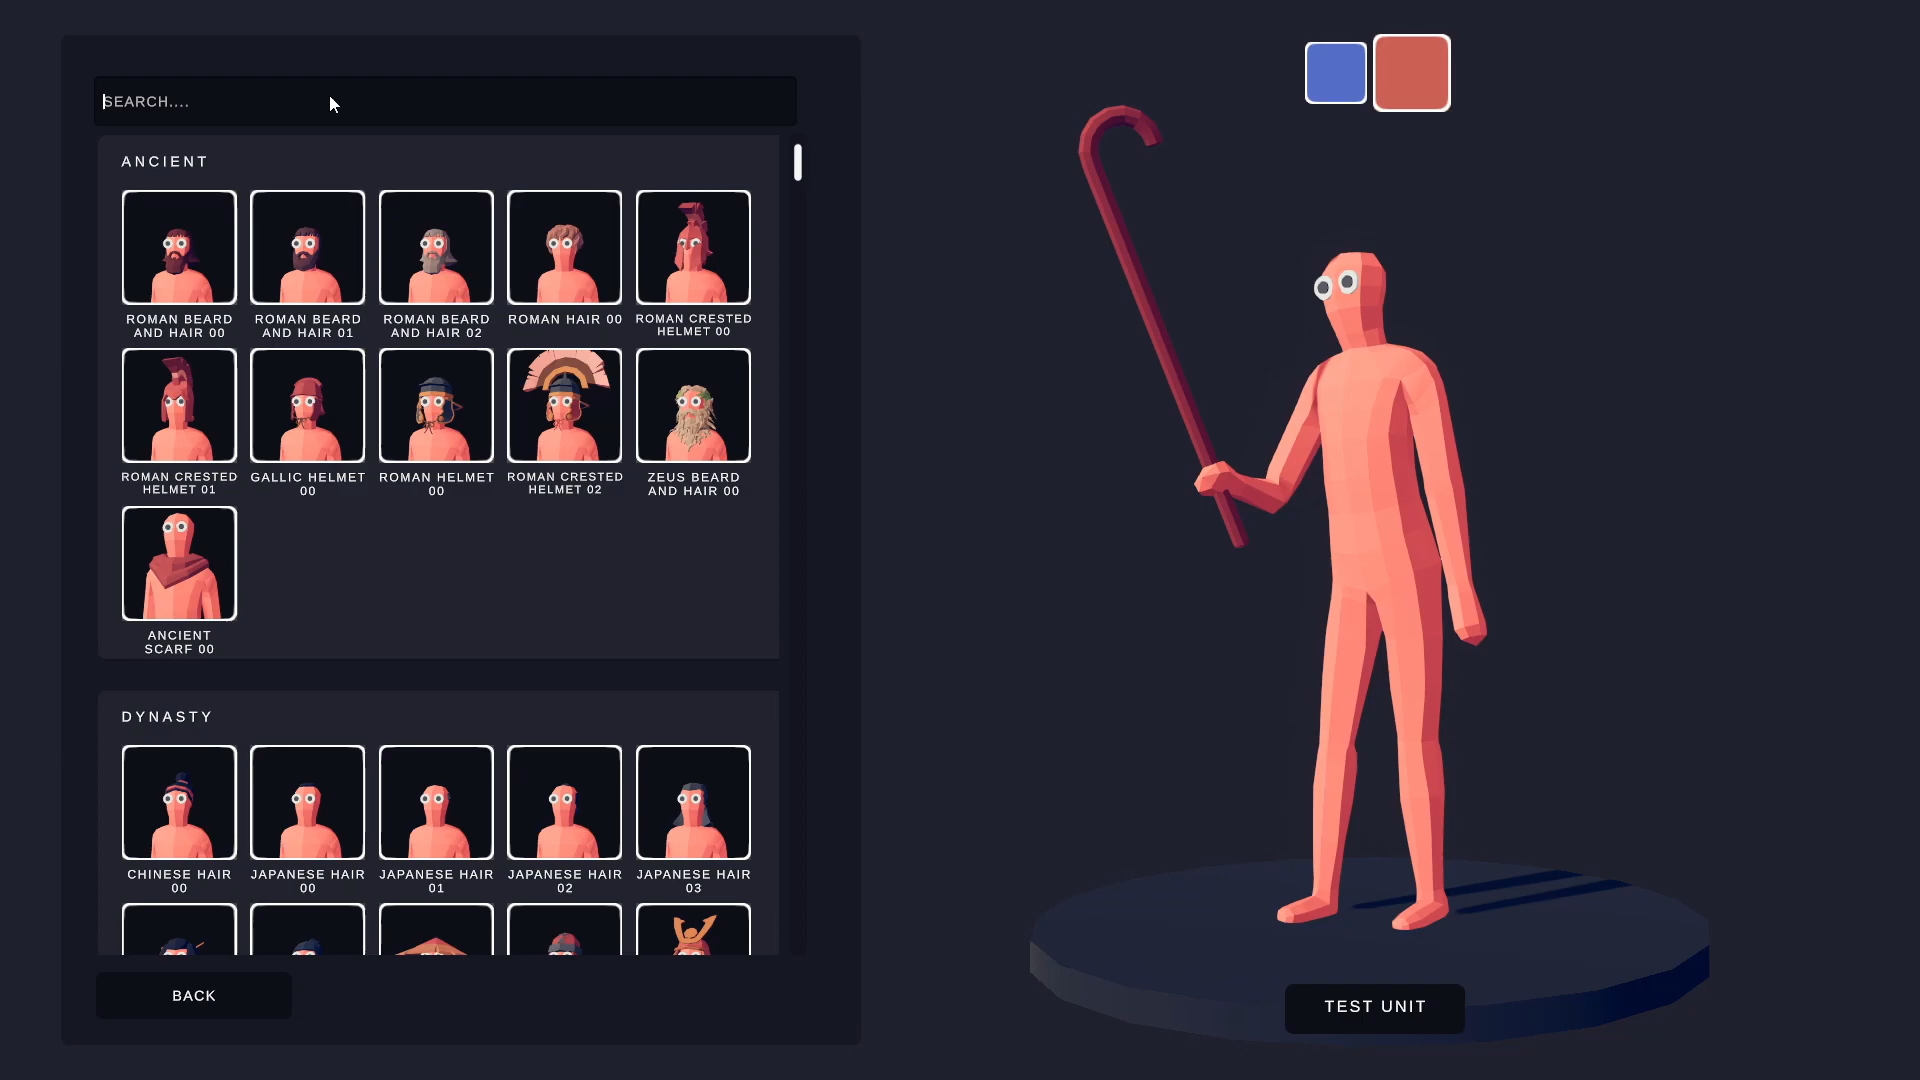 SEARCH....
ANCIENT
ROMAN BEARD
AND HAIR 00
ROMAN BEARD
AND HAIR 01
ROMAN BEARD
AND HAIR 02
ROMAN HAIR 00
ROMAN CRESTED
HELMET 00
ROMAN CRESTED
HELMET 01
GALLIC HELMET
00
ROMAN HELMET
00
ROMAN CRESTED
HELMET 02
ZEUS BEARD
AND HAIR 00
ANCIENT
SCARF 00
DYNASTY
CHINESE HAIR
00
JAPANESE HAIR
00
JAPANESE HAIR
01
JAPANESE HAIR
02
JAPANESE HAIR
03
BACK
TEST UNIT